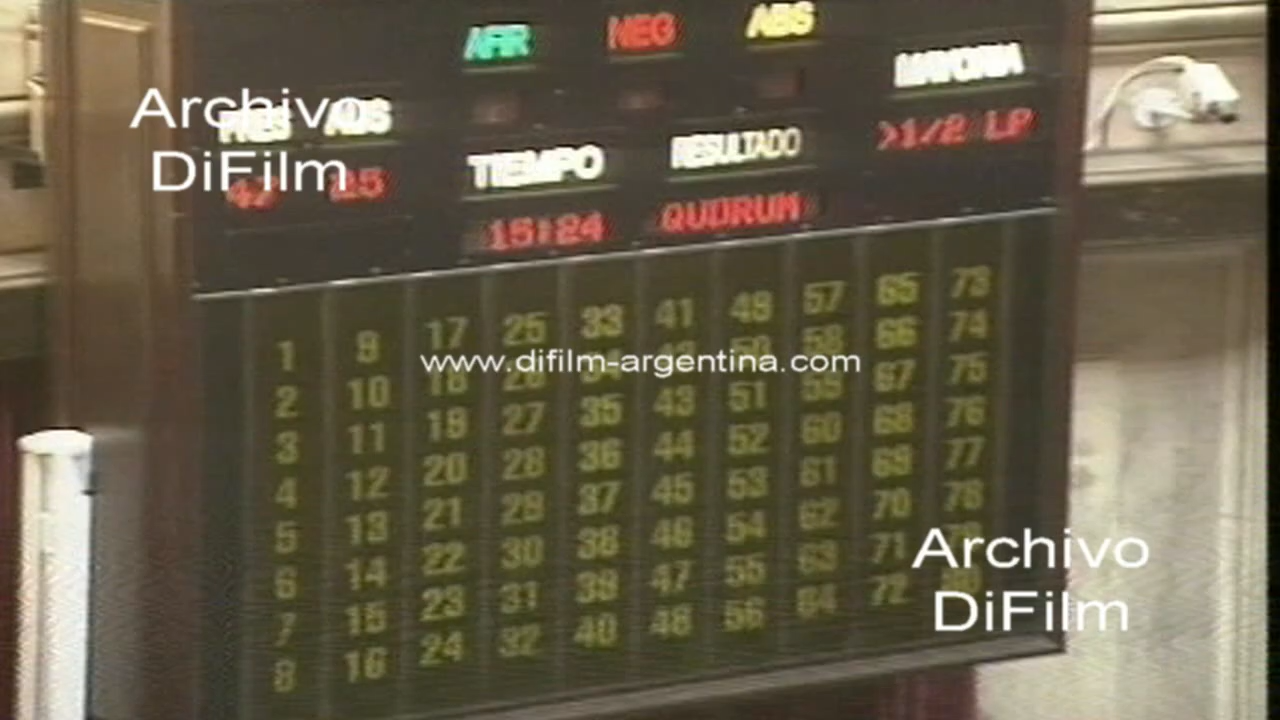 AFIR NEG ABS
MAYORIA
PRES AUS
Archivo
DiFilm
>1/2 LP
TIEMPO RESULTADO
42 25
15:24 QUORUM
1 9 17 25 33 41 49 57 65 73
2 10 18 26 34 42 50 58 66 74
www.difilm-argentina.com
3 11 19 27 35 43 51 59 67 75
4 12 20 28 36 44 52 60 68 76
5 13 21 29 37 45 53 61 69 77
6 14 22 30 38 46 54 62 70 78
7 15 23 31 39 47 55 63 71 79
8 16 24 32 40 48 56 64 72 80
Archivo
DiFilm